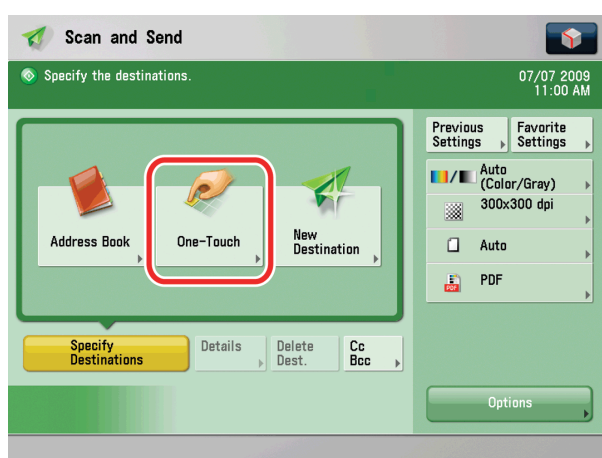 Scan and Send
Specify the destinations.
07/07 2009
11:00 AM
Address Book
One-Touch
New
Destination
Specify
Destinations
Details
Delete
Dest.
Cc
Bcc
Previous
Settings
Favorite
Settings
Auto
(Color/Gray)
300x300 dpi
Auto
PDF
PDF
Options